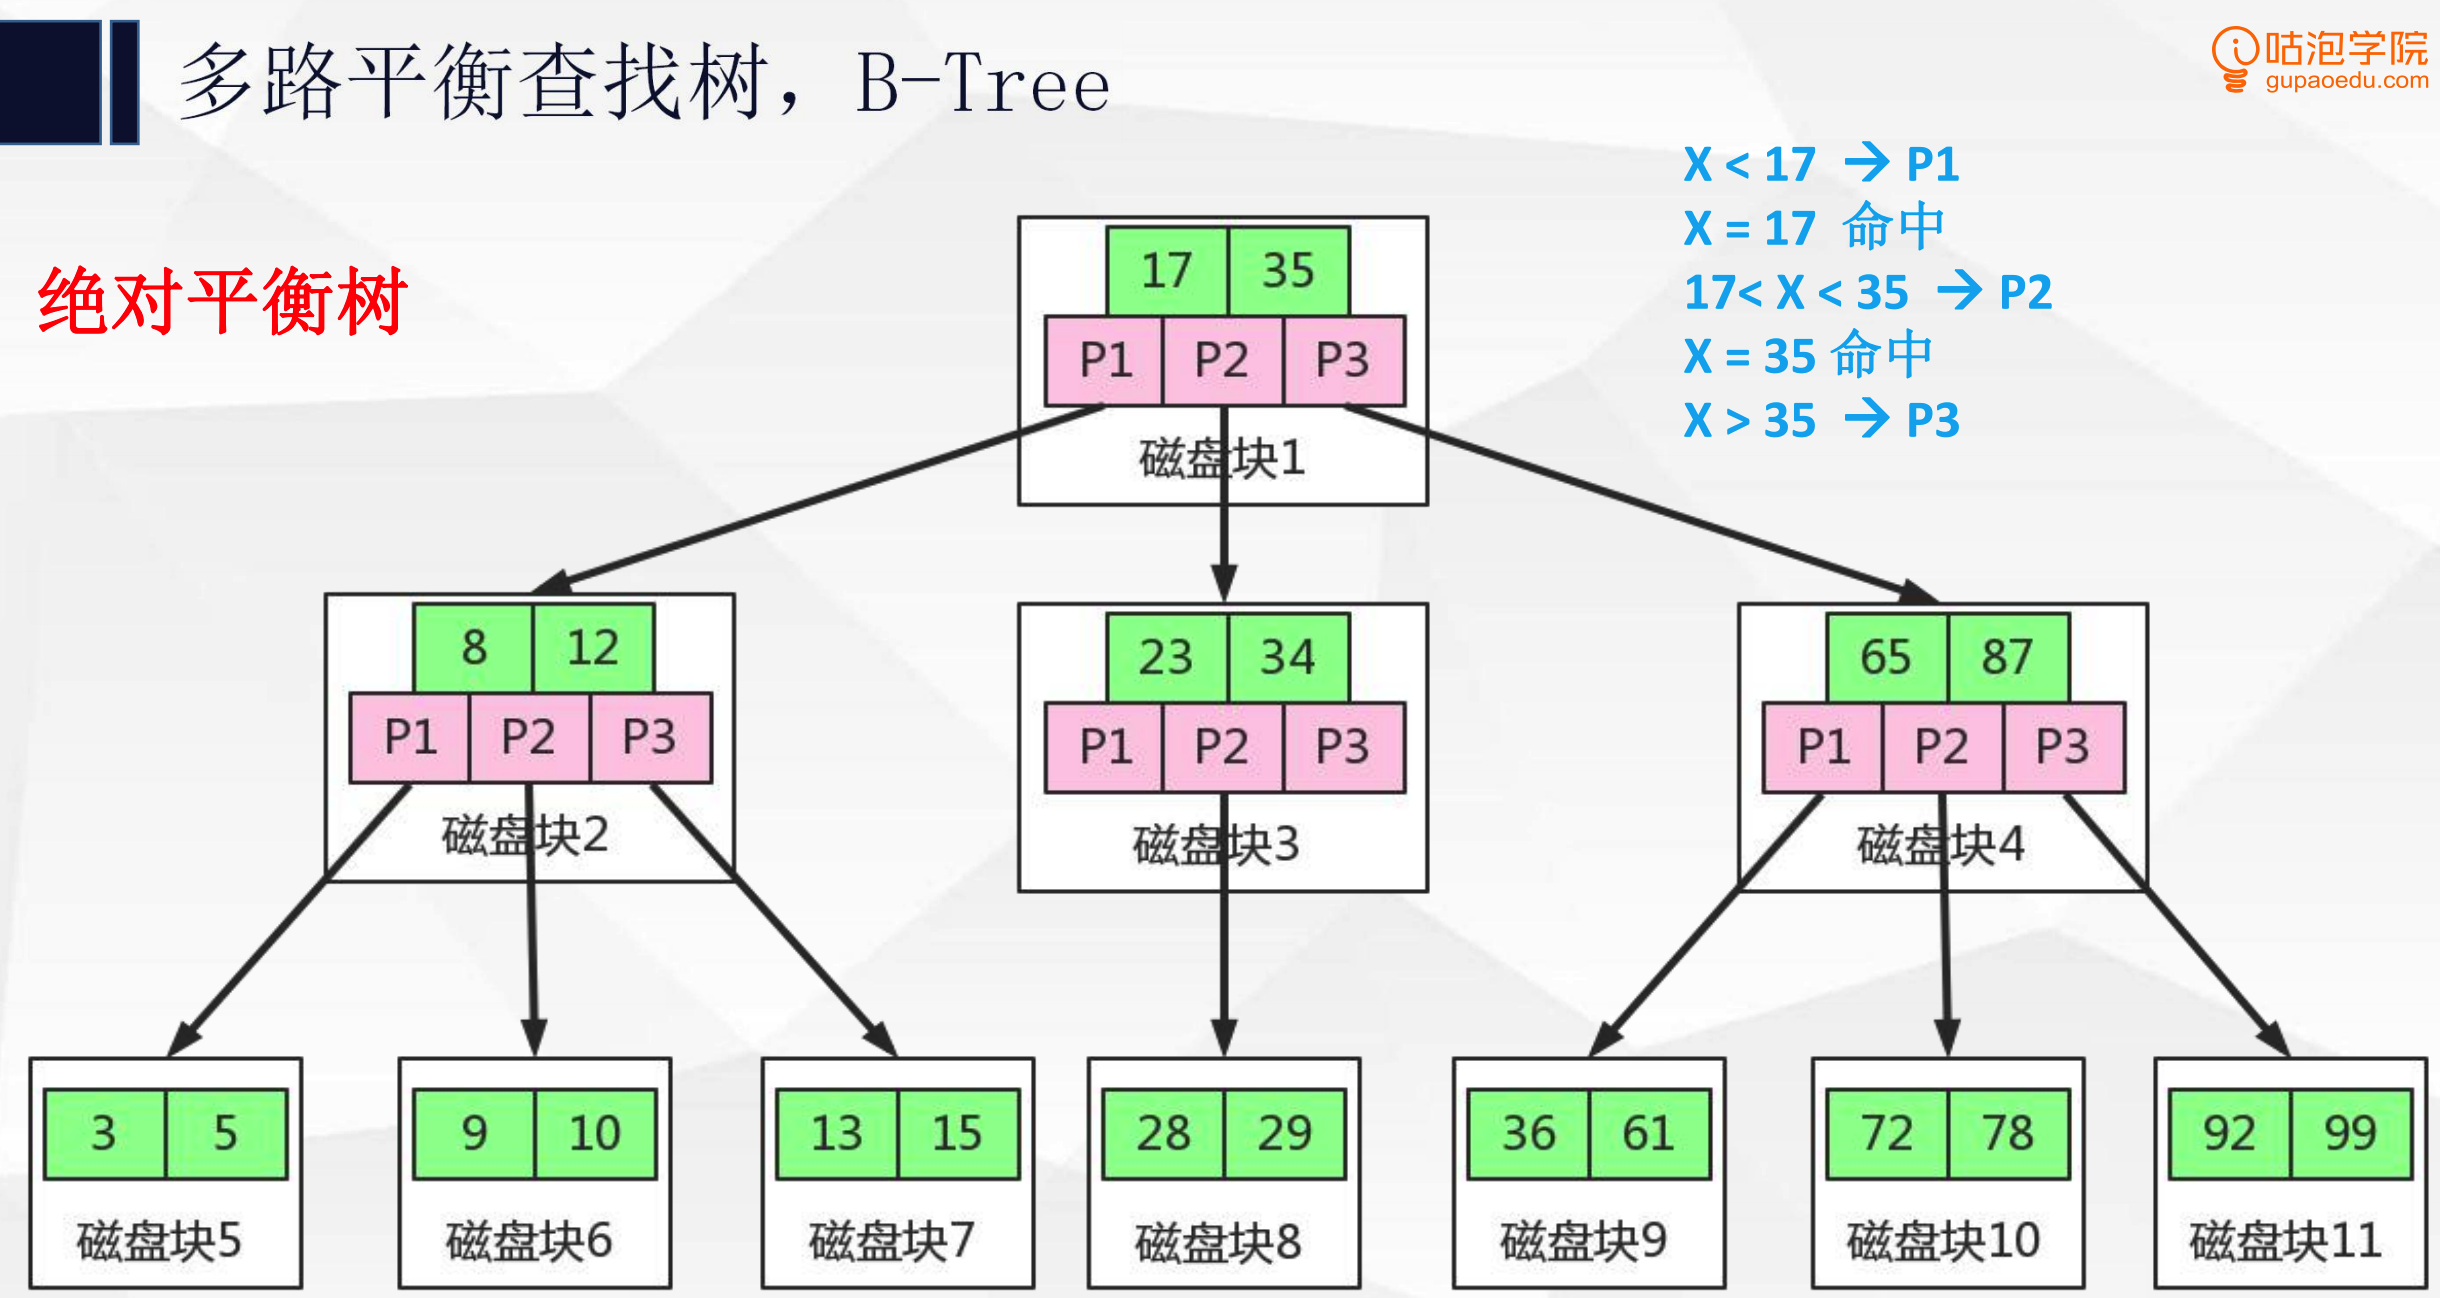 多路平衡查找树，B-Tree
咕泡学院
gupaoedu.com
X < 17 → P1
X = 17 命中
17< X < 35 → P2
X = 35 命中
X > 35 → P3
绝对平衡树
17 35
P1 P2 P3
磁盘块1
8 12
P1 P2 P3
磁盘块2
23 34
P1 P2 P3
磁盘块3
65 87
P1 P2 P3
磁盘块4
3 5
磁盘块5
9 10
磁盘块6
13 15
磁盘块7
28 29
磁盘块8
36 61
磁盘块9
72 78
磁盘块10
92 99
磁盘块11